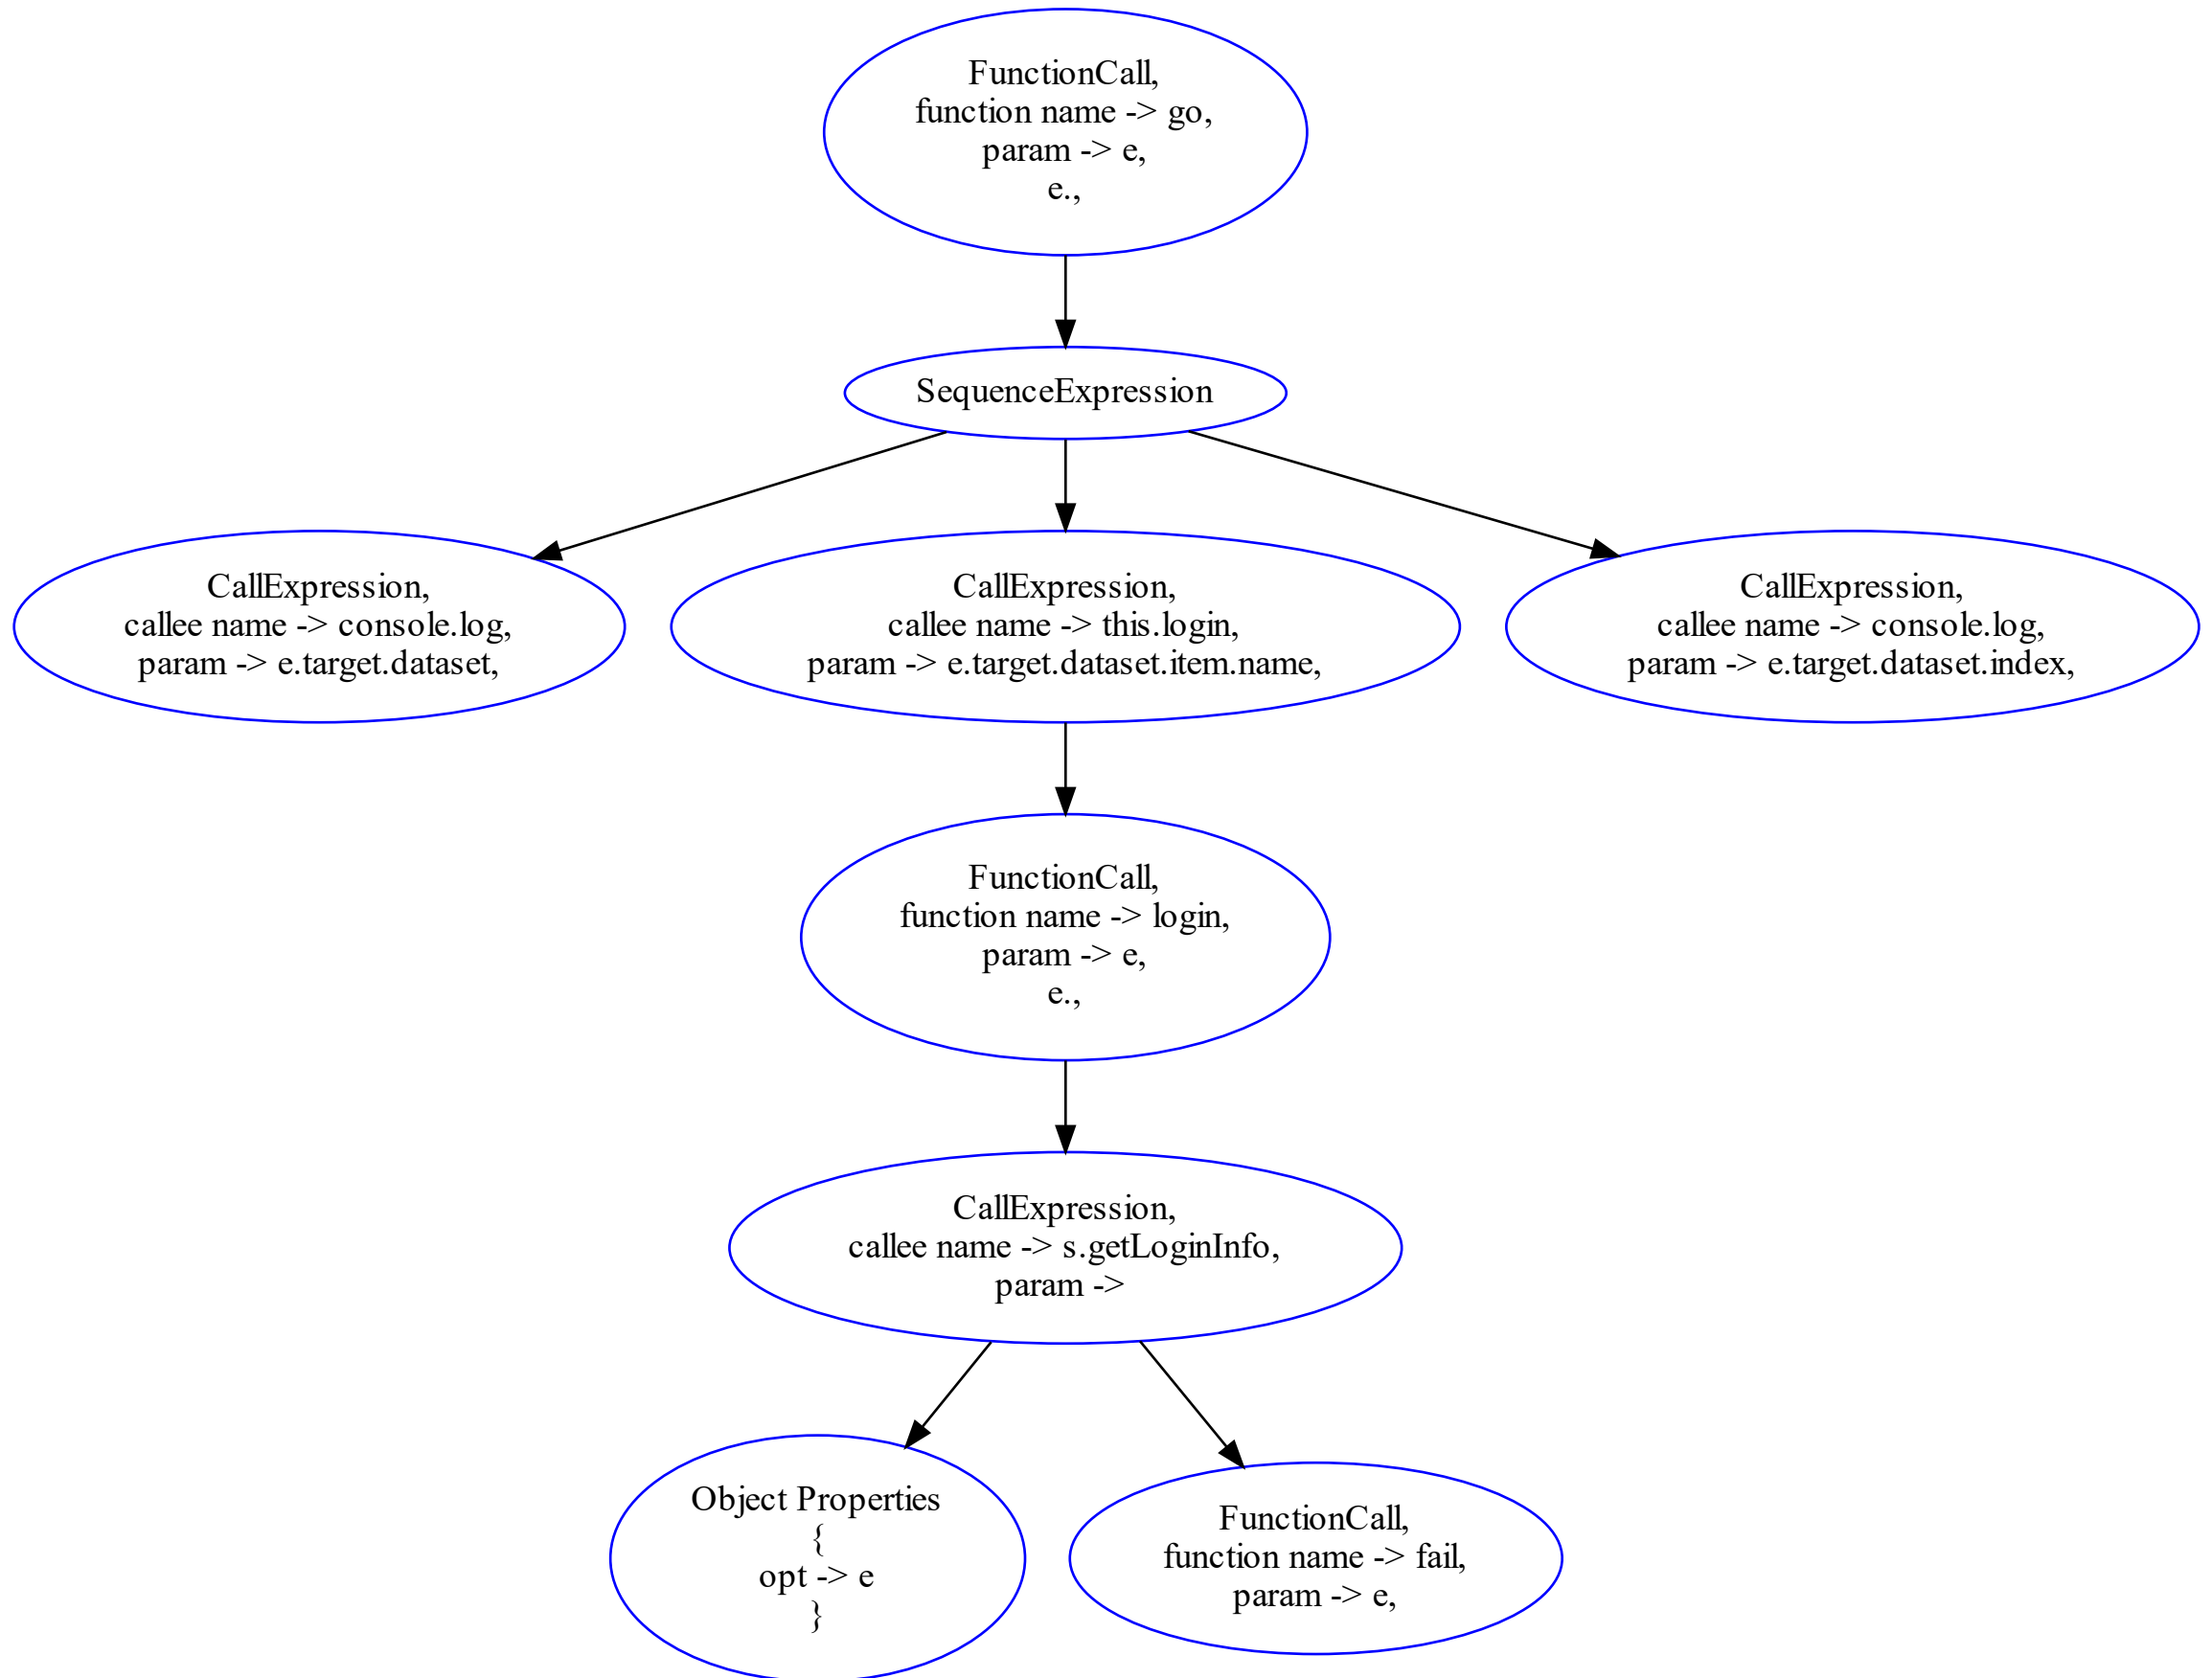 FunctionCall,
function name -> go,
param -> e,
e.,
SequenceExpression
CallExpression,
callee name -> console.log,
param -> e.target.dataset,
CallExpression,
callee name -> this.login,
param -> e.target.dataset.item.name,
CallExpression,
callee name -> console.log,
param -> e.target.dataset.index,
FunctionCall,
function name -> login,
param -> e,
e.,
CallExpression,
callee name -> s.getLoginInfo,
param ->
Object Properties
{
opt -> e
}
FunctionCall,
function name -> fail,
param -> e,